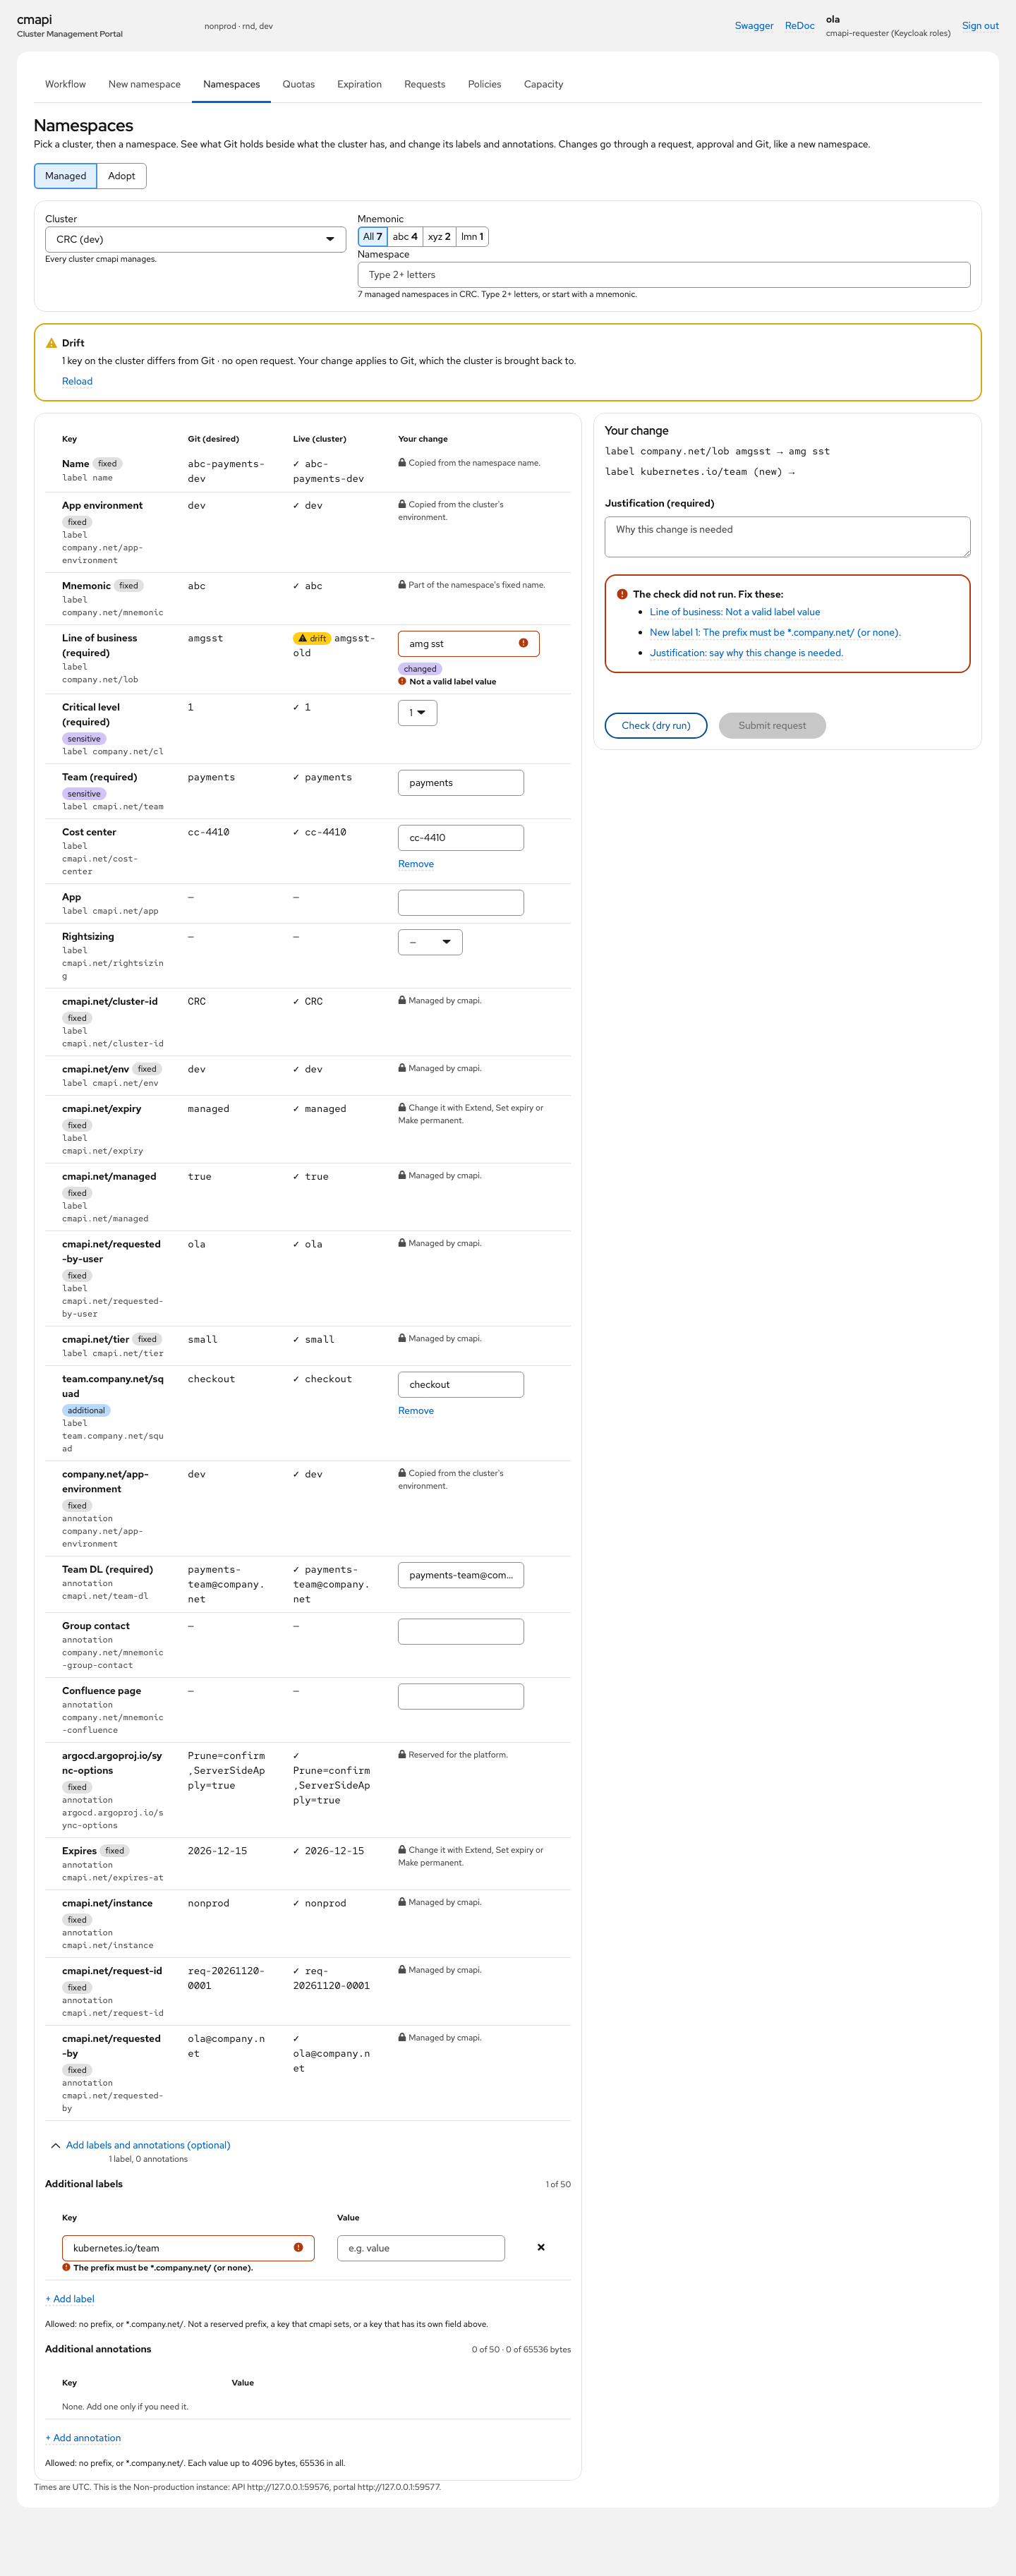 cmapi
Cluster Management Portal
nonprod · rnd, dev
Swagger
ReDoc
ola
cmapi-requester (Keycloak roles)
Sign out
Workflow
New namespace
Namespaces
Quotas
Expiration
Requests
Policies
Capacity
Namespaces
Pick a cluster, then a namespace. See what Git holds beside what the cluster has, and change its labels and annotations. Changes go through a request, approval and Git, like a new namespace.
Managed
Adopt
Cluster
CRC (dev)
Every cluster cmapi manages.
Mnemonic
All 7
abc 4
xyz 2
lmn 1
Namespace
Type 2+ letters
7 managed namespaces in CRC. Type 2+ letters, or start with a mnemonic.
Drift
1 key on the cluster differs from Git · no open request. Your change applies to Git, which the cluster is brought back to.
Reload
Key
Git (desired)
Live (cluster)
Your change
Name fixed
label name
abc-payments-
dev
✓ abc-
payments-dev
Copied from the namespace name.
App environment
fixed
label
company.net/app-
environment
dev
✓ dev
Copied from the cluster's
environment.
Mnemonic fixed
label
company.net/mnemonic
abc
✓ abc
Part of the namespace's fixed name.
Line of business
(required)
label
company.net/lob
amgsst
drift amgsst-
old
amg sst
changed
Not a valid label value
Critical level
(required)
sensitive
label company.net/cl
1
✓ 1
1
Team (required)
sensitive
label cmapi.net/team
payments
✓ payments
payments
Cost center
label
cmapi.net/cost-
center
cc-4410
✓ cc-4410
cc-4410
Remove
App
label cmapi.net/app
—
—
Rightsizing
label
cmapi.net/rightsizin
g
—
—
—
cmapi.net/cluster-id
fixed
label
cmapi.net/cluster-id
CRC
✓ CRC
Managed by cmapi.
cmapi.net/env fixed
label cmapi.net/env
dev
✓ dev
Managed by cmapi.
cmapi.net/expiry
fixed
label
cmapi.net/expiry
managed
✓ managed
Change it with Extend, Set expiry or
Make permanent.
cmapi.net/managed
fixed
label
cmapi.net/managed
true
✓ true
Managed by cmapi.
cmapi.net/requested
-by-user
fixed
label
cmapi.net/requested-
by-user
ola
✓ ola
Managed by cmapi.
cmapi.net/tier fixed
label cmapi.net/tier
small
✓ small
Managed by cmapi.
team.company.net/sq
uad
additional
label
team.company.net/squ
ad
checkout
✓ checkout
checkout
Remove
company.net/app-
environment
fixed
annotation
company.net/app-
environment
dev
✓ dev
Copied from the cluster's
environment.
Team DL (required)
annotation
cmapi.net/team-dl
payments-
team@company.
net
✓ payments-
team@company.
net
payments-team@com...
Group contact
annotation
company.net/mnemonic
-group-contact
—
—
Confluence page
annotation
company.net/mnemonic
-confluence
—
—
argocd.argoproj.io/sy
nc-options
fixed
annotation
argocd.argoproj.io/s
ync-options
Prune=confirm
,ServerSideAp
ply=true
✓
Prune=confirm
,ServerSideAp
ply=true
Reserved for the platform.
Expires fixed
annotation
cmapi.net/expires-at
2026-12-15
✓ 2026-12-15
Change it with Extend, Set expiry or
Make permanent.
cmapi.net/instance
fixed
annotation
cmapi.net/instance
nonprod
✓ nonprod
Managed by cmapi.
cmapi.net/request-id
fixed
annotation
cmapi.net/request-id
req-20261120-
0001
✓ req-
20261120-0001
Managed by cmapi.
cmapi.net/requested
-by
fixed
annotation
cmapi.net/requested-
by
ola@company.n
et
✓
ola@company.n
et
Managed by cmapi.
Add labels and annotations (optional)
1 label, 0 annotations
Additional labels
1 of 50
Key
Value
kubernetes.io/team
e.g. value
The prefix must be *.company.net/ (or none).
+ Add label
Allowed: no prefix, or *.company.net/. Not a reserved prefix, a key that cmapi sets, or a key that has its own field above.
Additional annotations
0 of 50 · 0 of 65536 bytes
Key
Value
None. Add one only if you need it.
+ Add annotation
Allowed: no prefix, or *.company.net/. Each value up to 4096 bytes, 65536 in all.
Your change
label company.net/lob amgsst → amg sst
label kubernetes.io/team (new) →
Justification (required)
Why this change is needed
The check did not run. Fix these:
Line of business: Not a valid label value
New label 1: The prefix must be *.company.net/ (or none).
Justification: say why this change is needed.
Check (dry run)
Submit request
Times are UTC. This is the Non-production instance: API http://127.0.0.1:59576, portal http://127.0.0.1:59577.